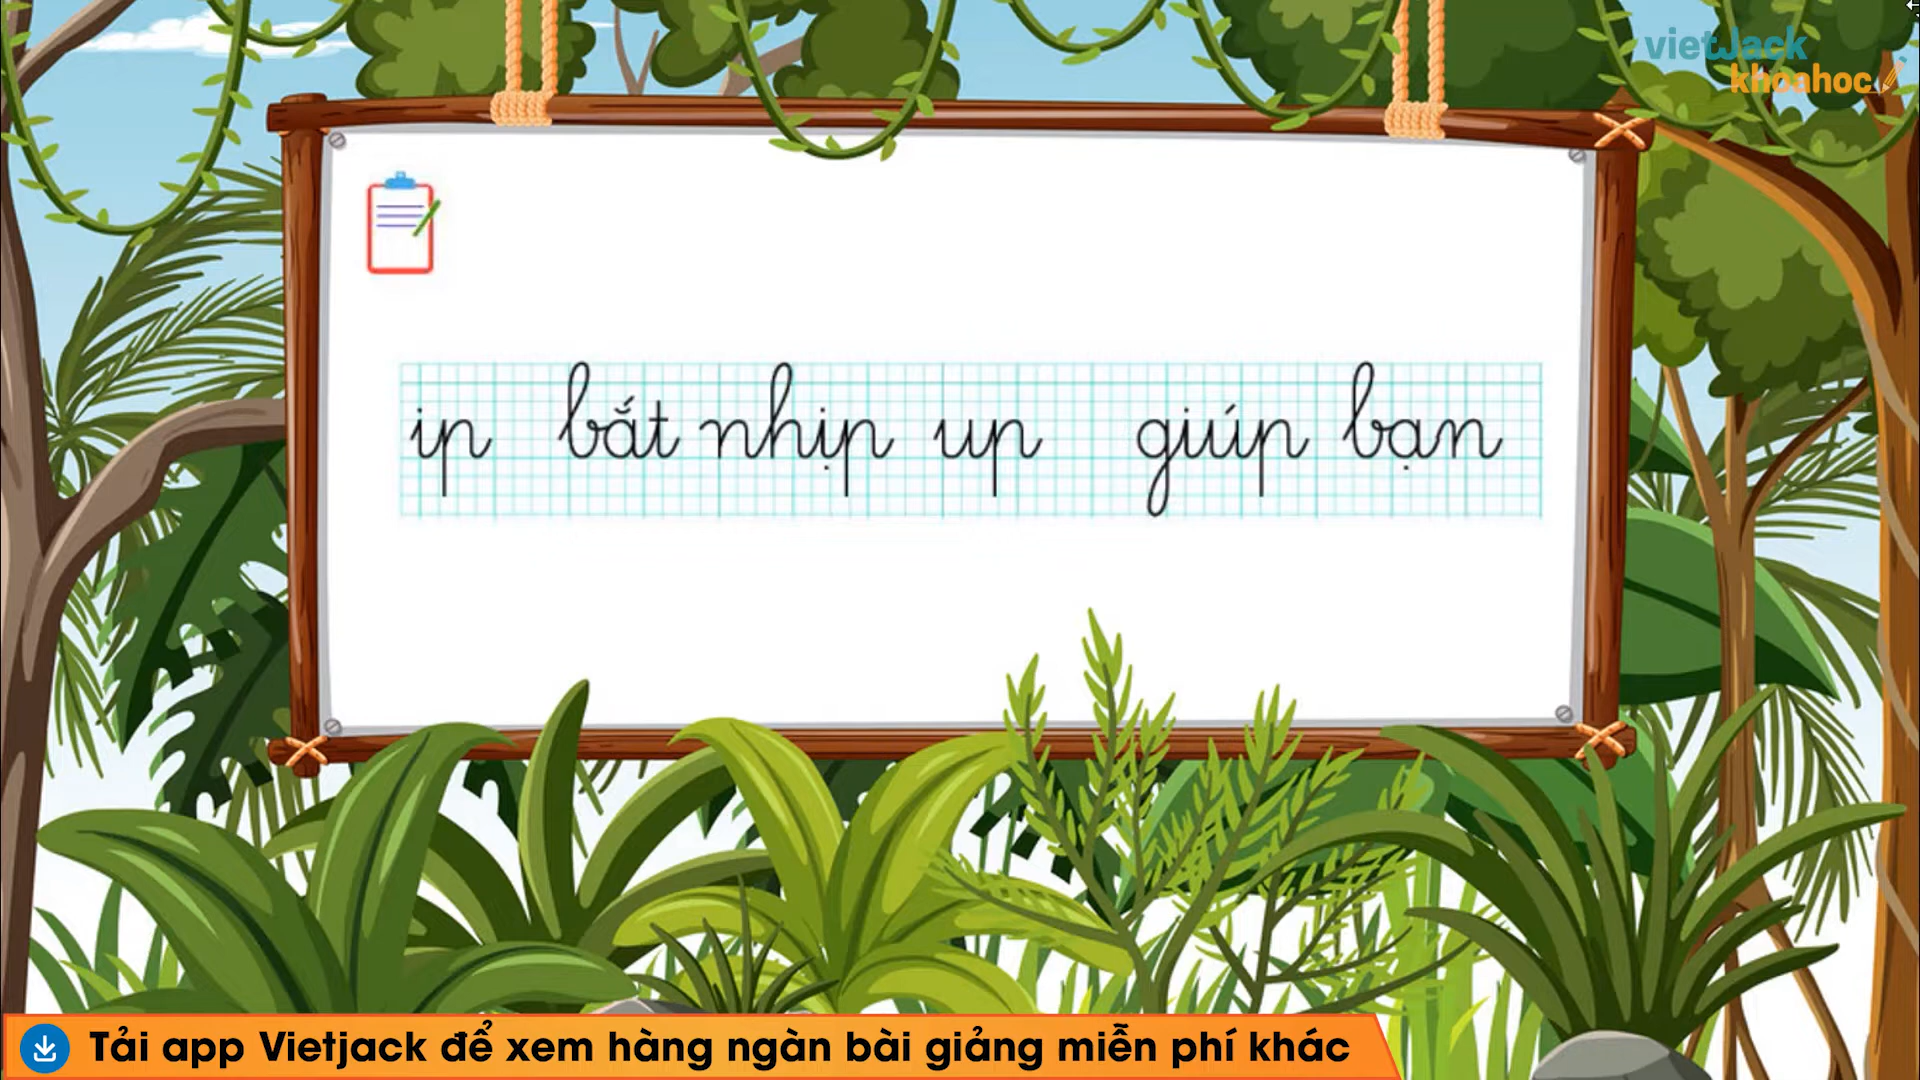 vietJack
khoahoc
ip bắt nhịp up giúp bạn
Tải app Vietjack để xem hàng ngàn bài giảng miễn phí khác